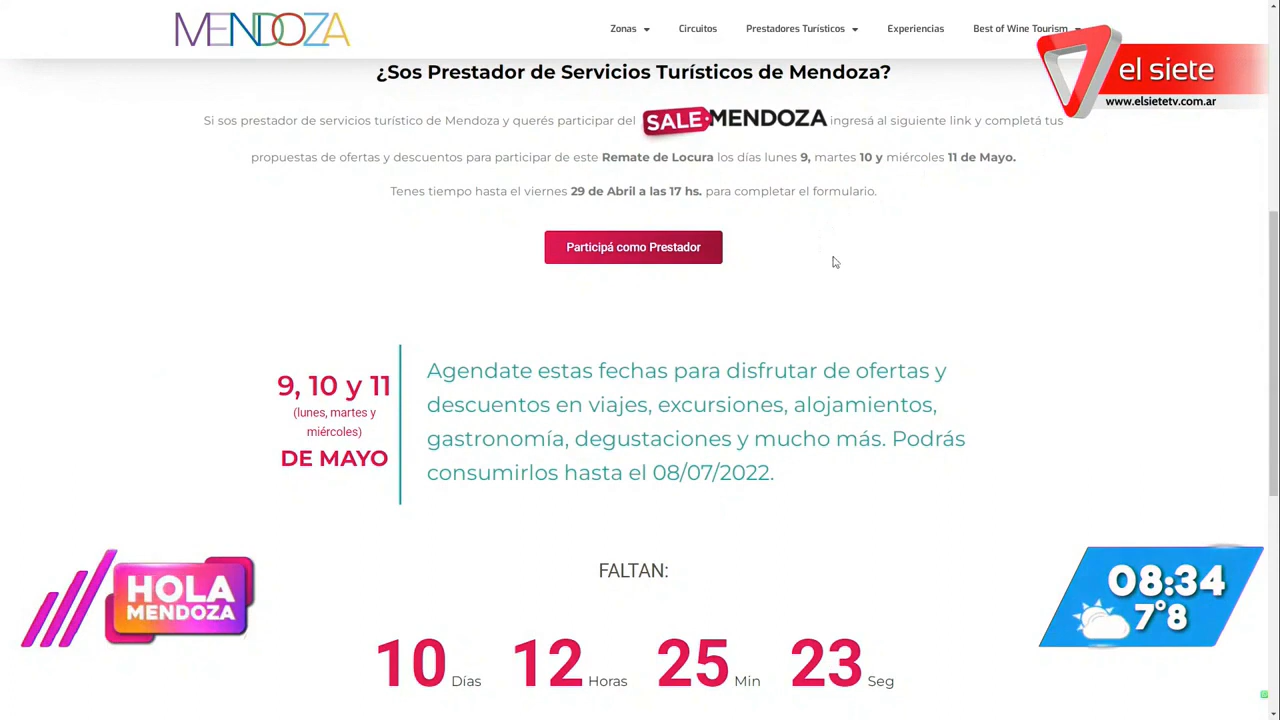 MENDOZA
Zonas Circuitos Prestadores Turísticos Experiencias Best of Wine Tourism
el siete
www.elsietetv.com.ar
¿Sos Prestador de Servicios Turísticos de Mendoza?
Si sos prestador de servicios turístico de Mendoza y querés participar del SALE MENDOZA ingresá al siguiente link y completá tus
propuestas de ofertas y descuentos para participar de este Remate de Locura los días lunes 9, martes 10 y miércoles 11 de Mayo.
Tenes tiempo hasta el viernes 29 de Abril a las 17 hs. para completar el formulario.
Participá como Prestador
9, 10 y 11
(lunes, martes y
miércoles)
DE MAYO
Agendate estas fechas para disfrutar de ofertas y
descuentos en viajes, excursiones, alojamientos,
gastronomía, degustaciones y mucho más. Podrás
consumirlos hasta el 08/07/2022.
HOLA
MENDOZA
FALTAN:
08:34
7°8
10 Días 12 Horas 25 Min 23 Seg